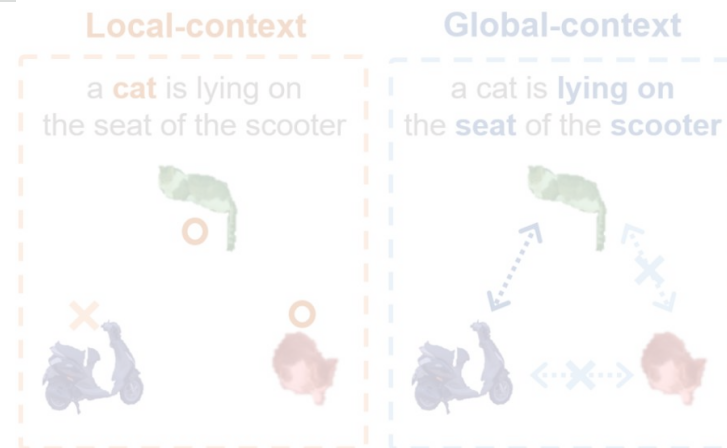 Local-context
a cat is lying on
the seat of the scooter
Global-context
a cat is lying on
the seat of the scooter